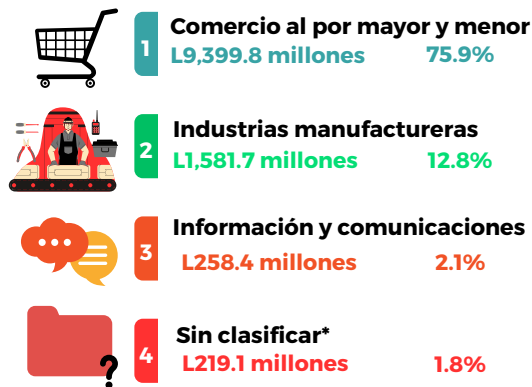 1
Comercio al por mayor y menor
L9,399.8 millones 75.9%
2
Industrias manufactureras
L1,581.7 millones 12.8%
3
Información y comunicaciones
L258.4 millones 2.1%
4
Sin clasificar*
L219.1 millones 1.8%
?